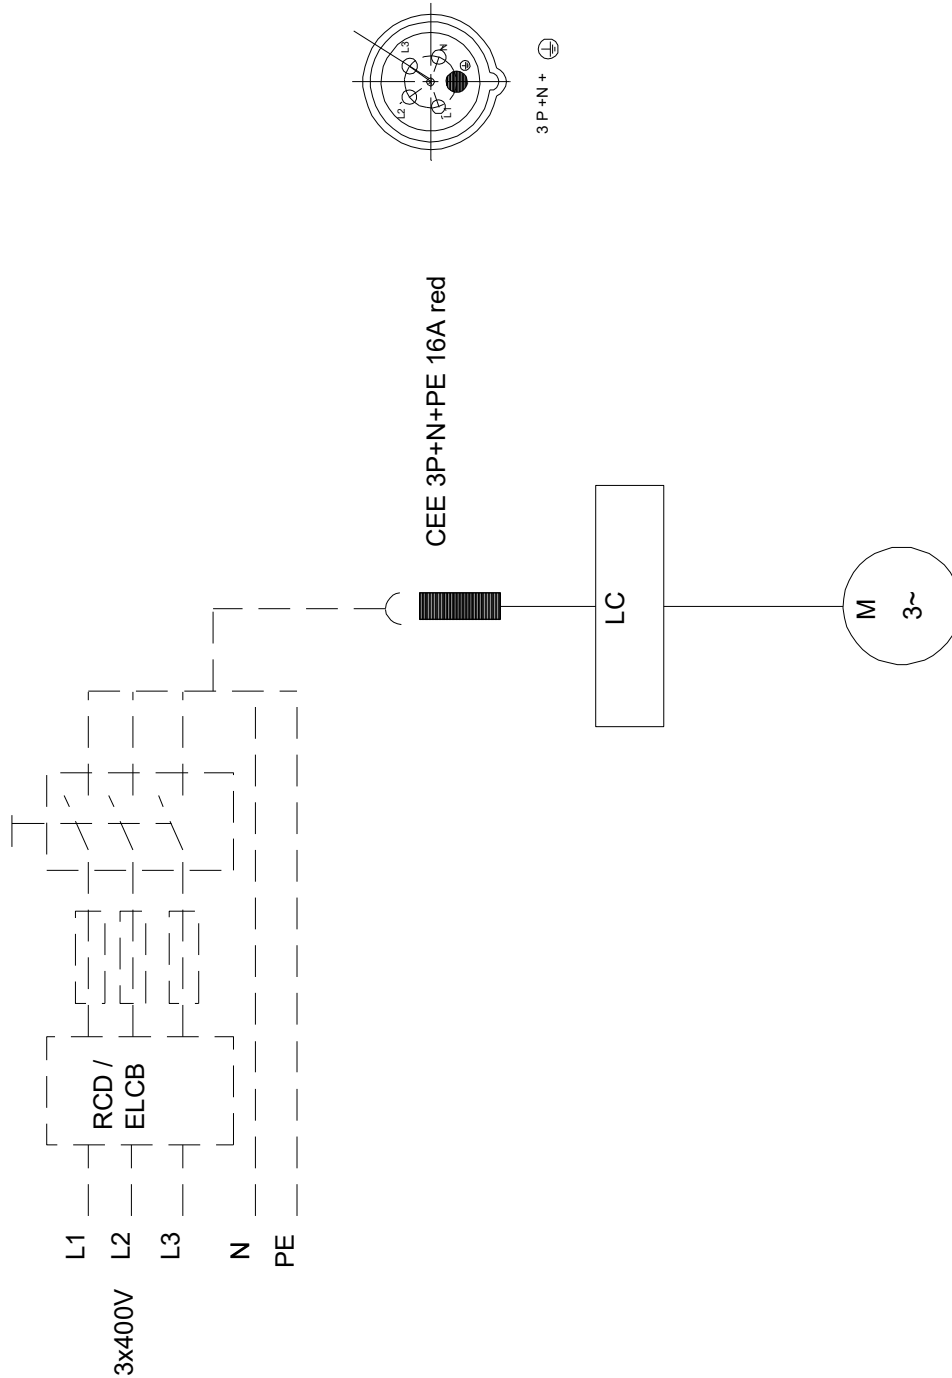 3x400V
L1
L2
L3
N
PE
RCD /
ELCB
CEE 3P+N+PE 16A red
LC
M
3~
L1
L2
L3
N
3 P +N +